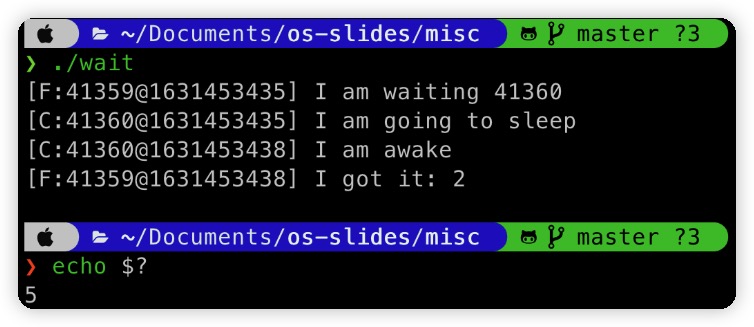 ~/Documents/os-slides/misc master ?3
❯ ./wait
[F:41359@1631453435] I am waiting 41360
[C:41360@1631453435] I am going to sleep
[C:41360@1631453438] I am awake
[F:41359@1631453438] I got it: 2
~/Documents/os-slides/misc master ?3
❯ echo $?
5